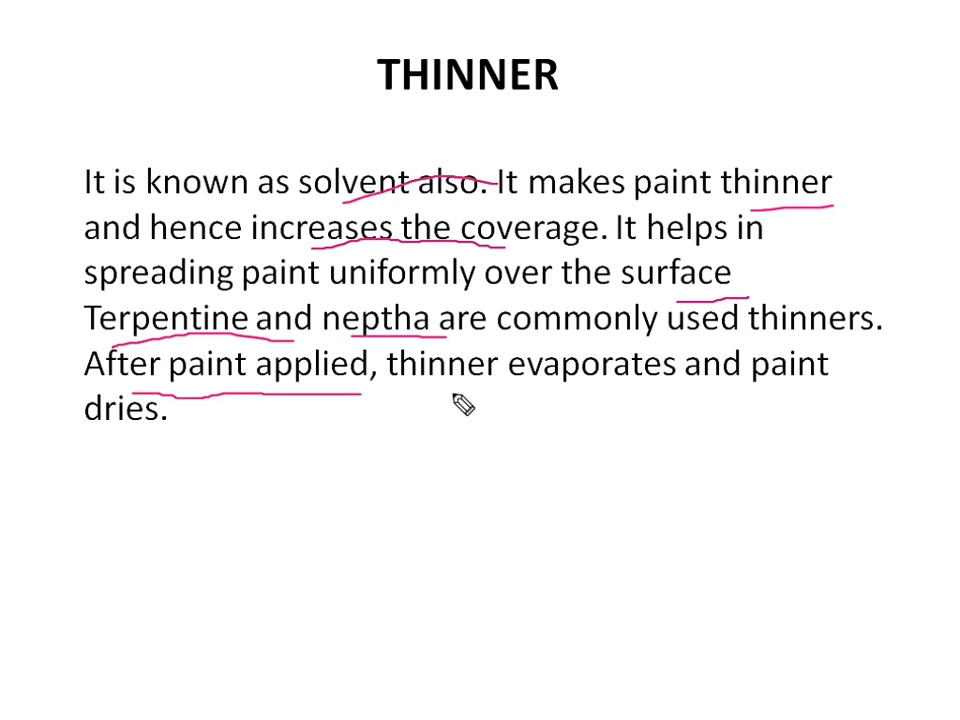 THINNER
It is known as solvent also. It makes paint thinner
and hence increases the coverage. It helps in
spreading paint uniformly over the surface
Terpentine and neptha are commonly used thinners.
After paint applied, thinner evaporates and paint
dries.